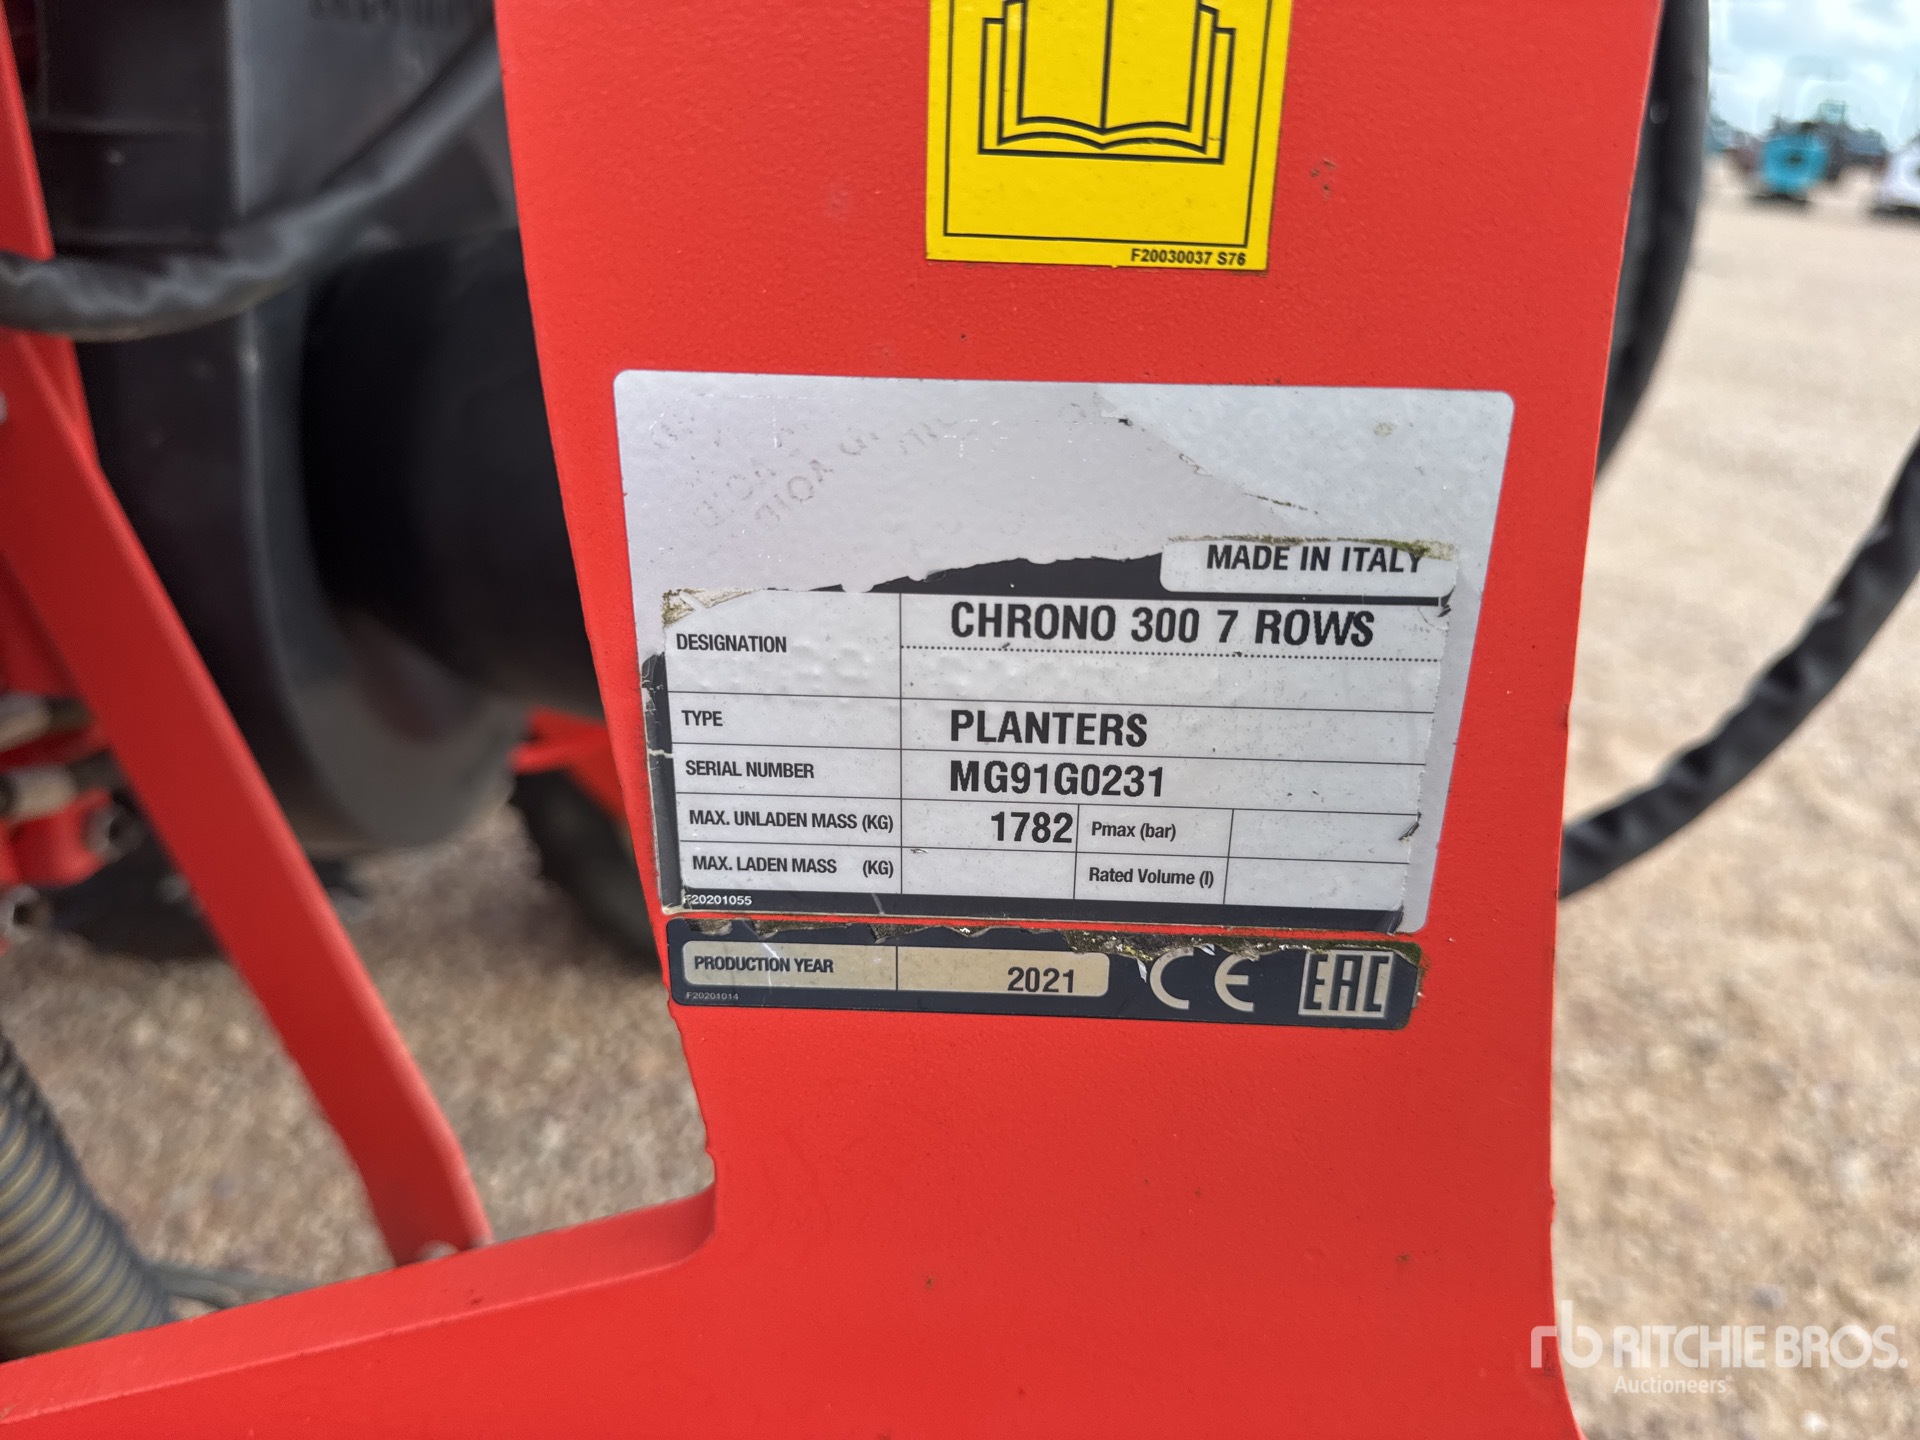 F20030037 S76
MADE IN ITALY
DESIGNATION CHRONO 300 7 ROWS
TYPE PLANTERS
SERIAL NUMBER MG91G0231
MAX. UNLADEN MASS (KG) 1782 Pmax (bar)
MAX. LADEN MASS (KG) Rated Volume (l)
F20201055
PRODUCTION YEAR 2021 CE EAC
F20201014
rb RITCHIE BROS.
Auctioneers